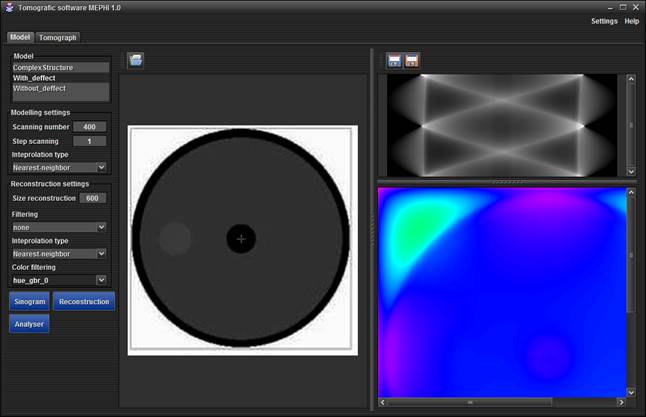 Tomografic software MEPHI 1.0
Settings Help
Model Tomograph
Model
ComplexStructure
With_deffect
Without_deffect
Modelling settings
Scanning number 400
Step scanning 1
Inteprolation type
Nearest-neighbor
Reconstruction settings
Size reconstruction 600
Filtering
none
Inteprolation type
Nearest-neighbor
Color filtering
hue_gbr_0
Sinogram Reconstruction
Analyser